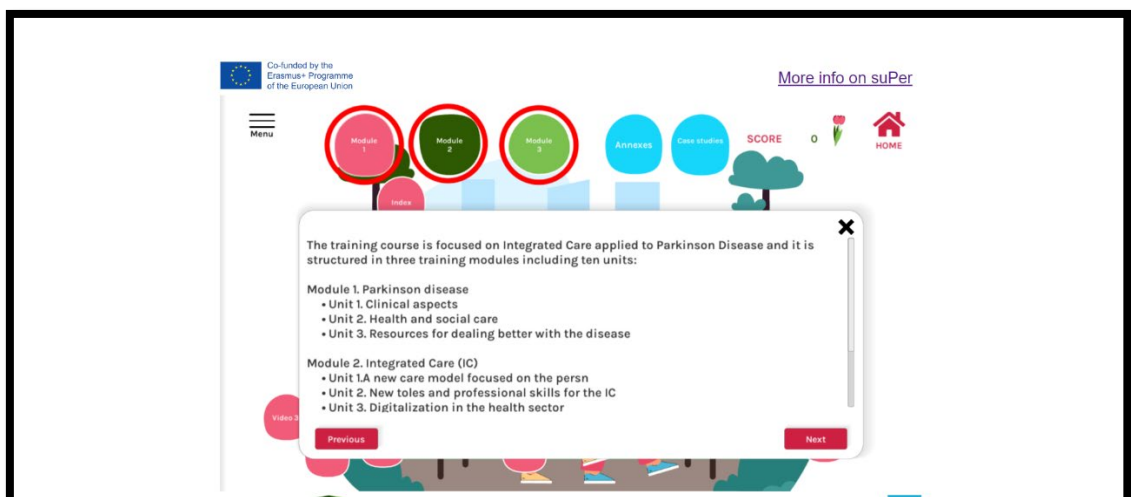 Co-funded by the
Erasmus+ Programme
of the European Union
More info on suPer
Menu
Module
1
Module
2
Module
3
Annexes
Case studies
SCORE 0
HOME
Index
The training course is focused on Integrated Care applied to Parkinson Disease and it is
structured in three training modules including ten units:
Module 1. Parkinson disease
• Unit 1. Clinical aspects
• Unit 2. Health and social care
• Unit 3. Resources for dealing better with the disease
Module 2. Integrated Care (IC)
• Unit 1.A new care model focused on the persn
• Unit 2. New toles and professional skills for the IC
• Unit 3. Digitalization in the health sector
Video 3
Previous
Next